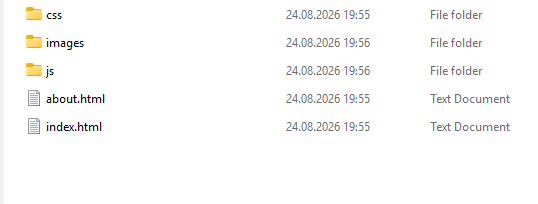 css 24.08.2026 19:55 File folder
images 24.08.2026 19:56 File folder
js 24.08.2026 19:56 File folder
about.html 24.08.2026 19:55 Text Document
index.html 24.08.2026 19:55 Text Document